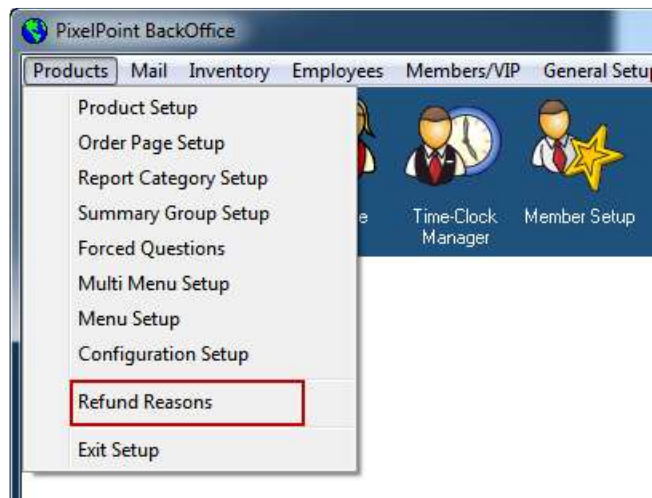 PixelPoint BackOffice
Products Mail Inventory Employees Members/VIP General Setup
Product Setup
Order Page Setup
Report Category Setup
Summary Group Setup
Forced Questions
Multi Menu Setup
Menu Setup
Configuration Setup
Refund Reasons
Exit Setup
e
Time-Clock
Manager
Member Setup